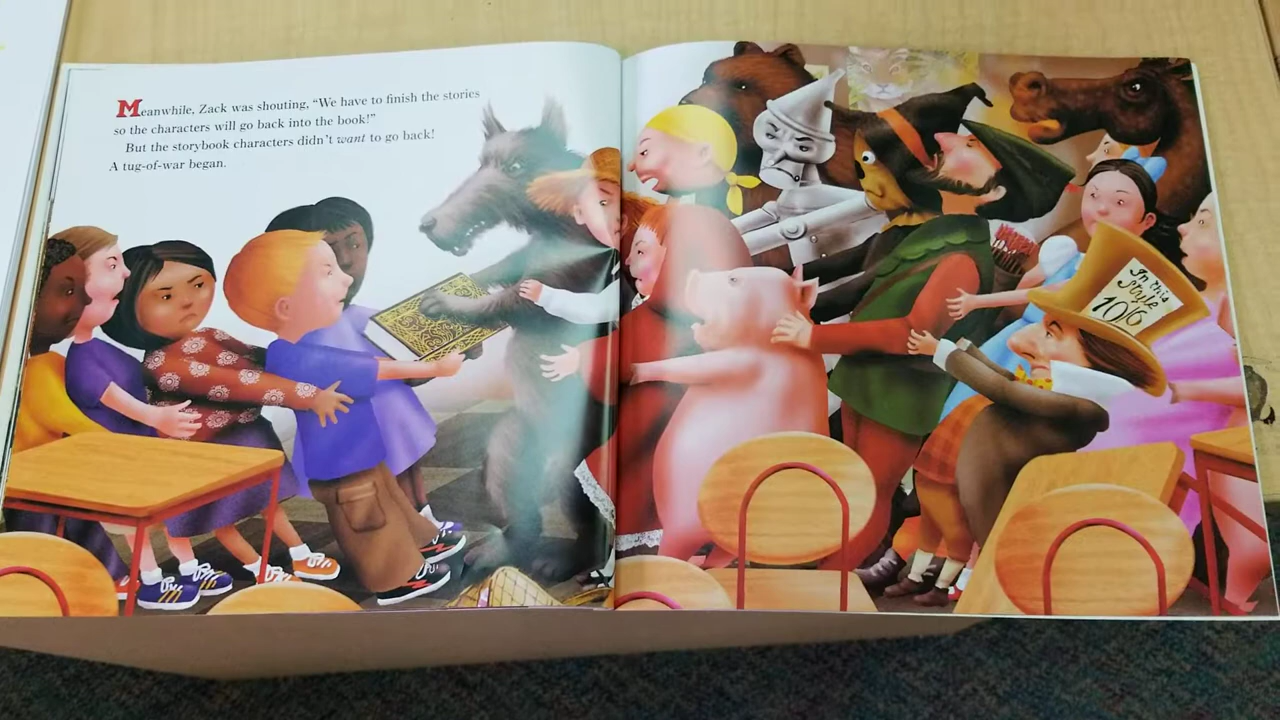 Meanwhile, Zack was shouting, “We have to finish the stories
so the characters will go back into the book!”
But the storybook characters didn’t want to go back!
A tug-of-war began.
In this
Style
10/6